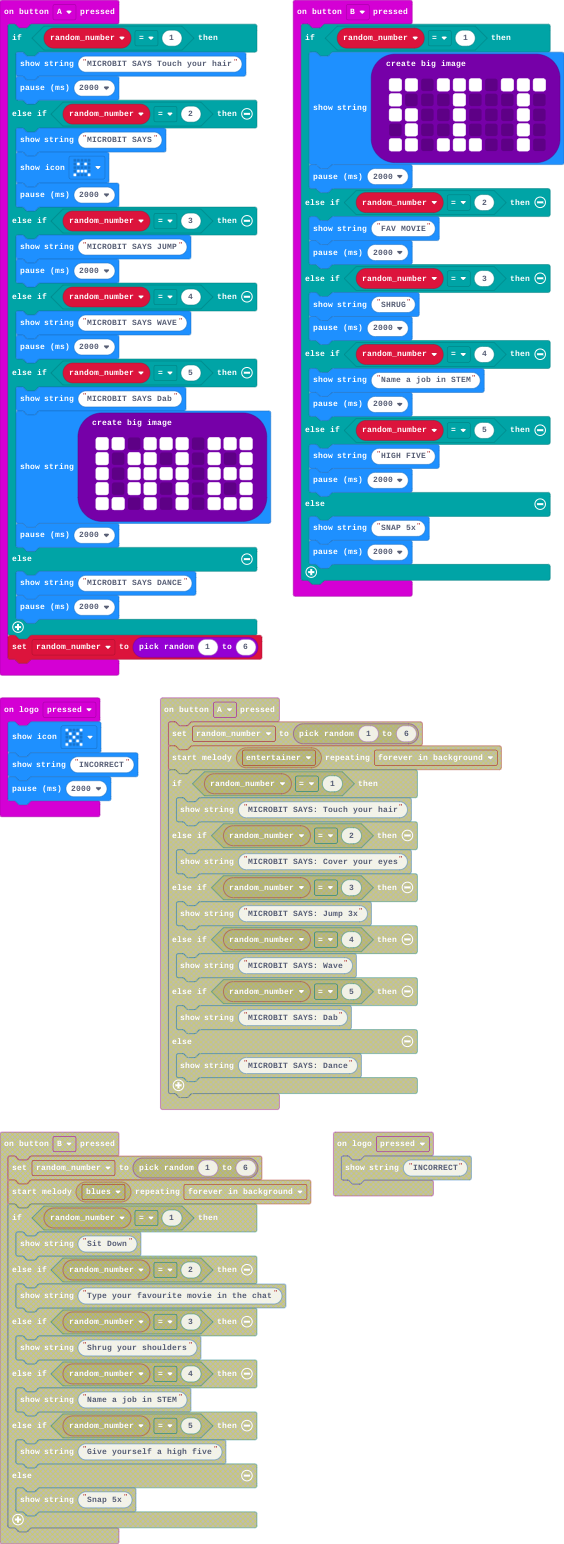 on button A pressed
if random_number = 1 then
show string "MICROBIT SAYS Touch your hair"
pause (ms) 2000
else if random_number = 2 then
show string "MICROBIT SAYS"
show icon
pause (ms) 2000
else if random_number = 3 then
show string "MICROBIT SAYS JUMP"
pause (ms) 2000
else if random_number = 4 then
show string "MICROBIT SAYS WAVE"
pause (ms) 2000
else if random_number = 5 then
show string "MICROBIT SAYS Dab"
create big image
show string
pause (ms) 2000
else
show string "MICROBIT SAYS DANCE"
pause (ms) 2000
set random_number to pick random 1 to 6
on button B pressed
if random_number = 1 then
create big image
show string
pause (ms) 2000
else if random_number = 2 then
show string "FAV MOVIE"
pause (ms) 2000
else if random_number = 3 then
show string "SHRUG"
pause (ms) 2000
else if random_number = 4 then
show string "Name a job in STEM"
pause (ms) 2000
else if random_number = 5 then
show string "HIGH FIVE"
pause (ms) 2000
else
show string "SNAP 5x"
pause (ms) 2000
on logo pressed
show icon
show string "INCORRECT"
pause (ms) 2000
on button A pressed
set random_number to pick random 1 to 6
start melody entertainer repeating forever in background
if random_number = 1 then
show string "MICROBIT SAYS: Touch your hair"
else if random_number = 2 then
show string "MICROBIT SAYS: Cover your eyes"
else if random_number = 3 then
show string "MICROBIT SAYS: Jump 3x"
else if random_number = 4 then
show string "MICROBIT SAYS: Wave"
else if random_number = 5 then
show string "MICROBIT SAYS: Dab"
else
show string "MICROBIT SAYS: Dance"
on button B pressed
set random_number to pick random 1 to 6
start melody blues repeating forever in background
if random_number = 1 then
show string "Sit Down"
else if random_number = 2 then
show string "Type your favourite movie in the chat"
else if random_number = 3 then
show string "Shrug your shoulders"
else if random_number = 4 then
show string "Name a job in STEM"
else if random_number = 5 then
show string "Give yourself a high five"
else
show string "Snap 5x"
on logo pressed
show string "INCORRECT"